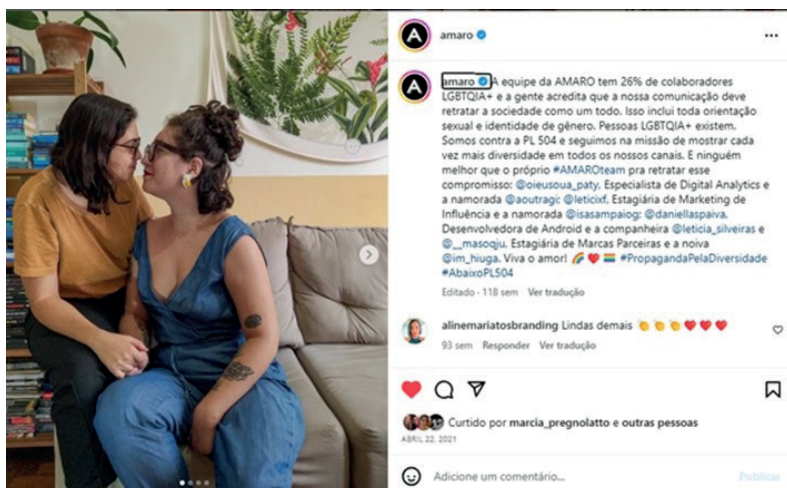 A
amaro
A
amaro A equipe da AMARO tem 26% de colaboradores
LGBTQIA+ e a gente acredita que a nossa comunicação deve
retratar a sociedade como um todo. Isso inclui toda orientação
sexual e identidade de gênero. Pessoas LGBTQIA+ existem.
Somos contra a PL 504 e seguimos na missão de mostrar cada
vez mais diversidade em todos os nossos canais. E ninguém
melhor que o próprio #AMAROteam pra retratar esse
compromisso: @oieusoua_paty. Especialista de Digital Analytics e
a namorada @aoutragi: @leticixf. Estagiária de Marketing de
Influência e a namorada @isasampaiog: @daniellaspaiva.
Desenvolvedora de Android e a companheira @leticia_silveiras e
@__masoqju. Estagiária de Marcas Parceiras e a noiva
@im_hiuga. Viva o amor! #PropagandaPelaDiversidade
#AbaixoPL504
Editado · 118 sem Ver tradução
alinemariatosbranding Lindas demais
93 sem Responder Ver tradução
Curtido por marcia_pregnolatto e outras pessoas
ABRIL 22, 2021
Adicione um comentário...
Publicar